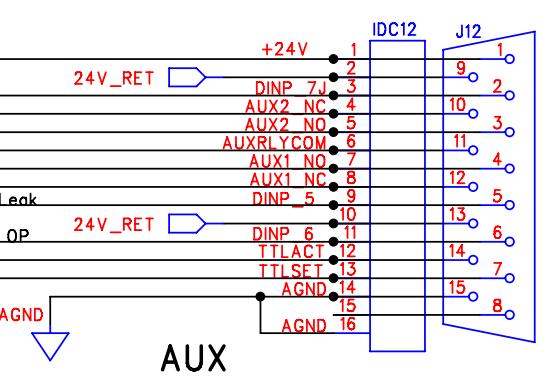 IDC12 J12
+24V 1 1
24V_RET 2 9
DINP_7J 3 2
AUX2_NC 4 10
AUX2_NO 5 3
AUXRLYCOM 6 11
AUX1_NO 7 4
AUX1_NC 8 12
Leak DINP_5 9 5
24V_RET 10 13
OP DINP_6 11 6
TTLACT 12 14
TTLSET 13 7
AGND 14 15
AGND 15 8
AGND 16
AUX